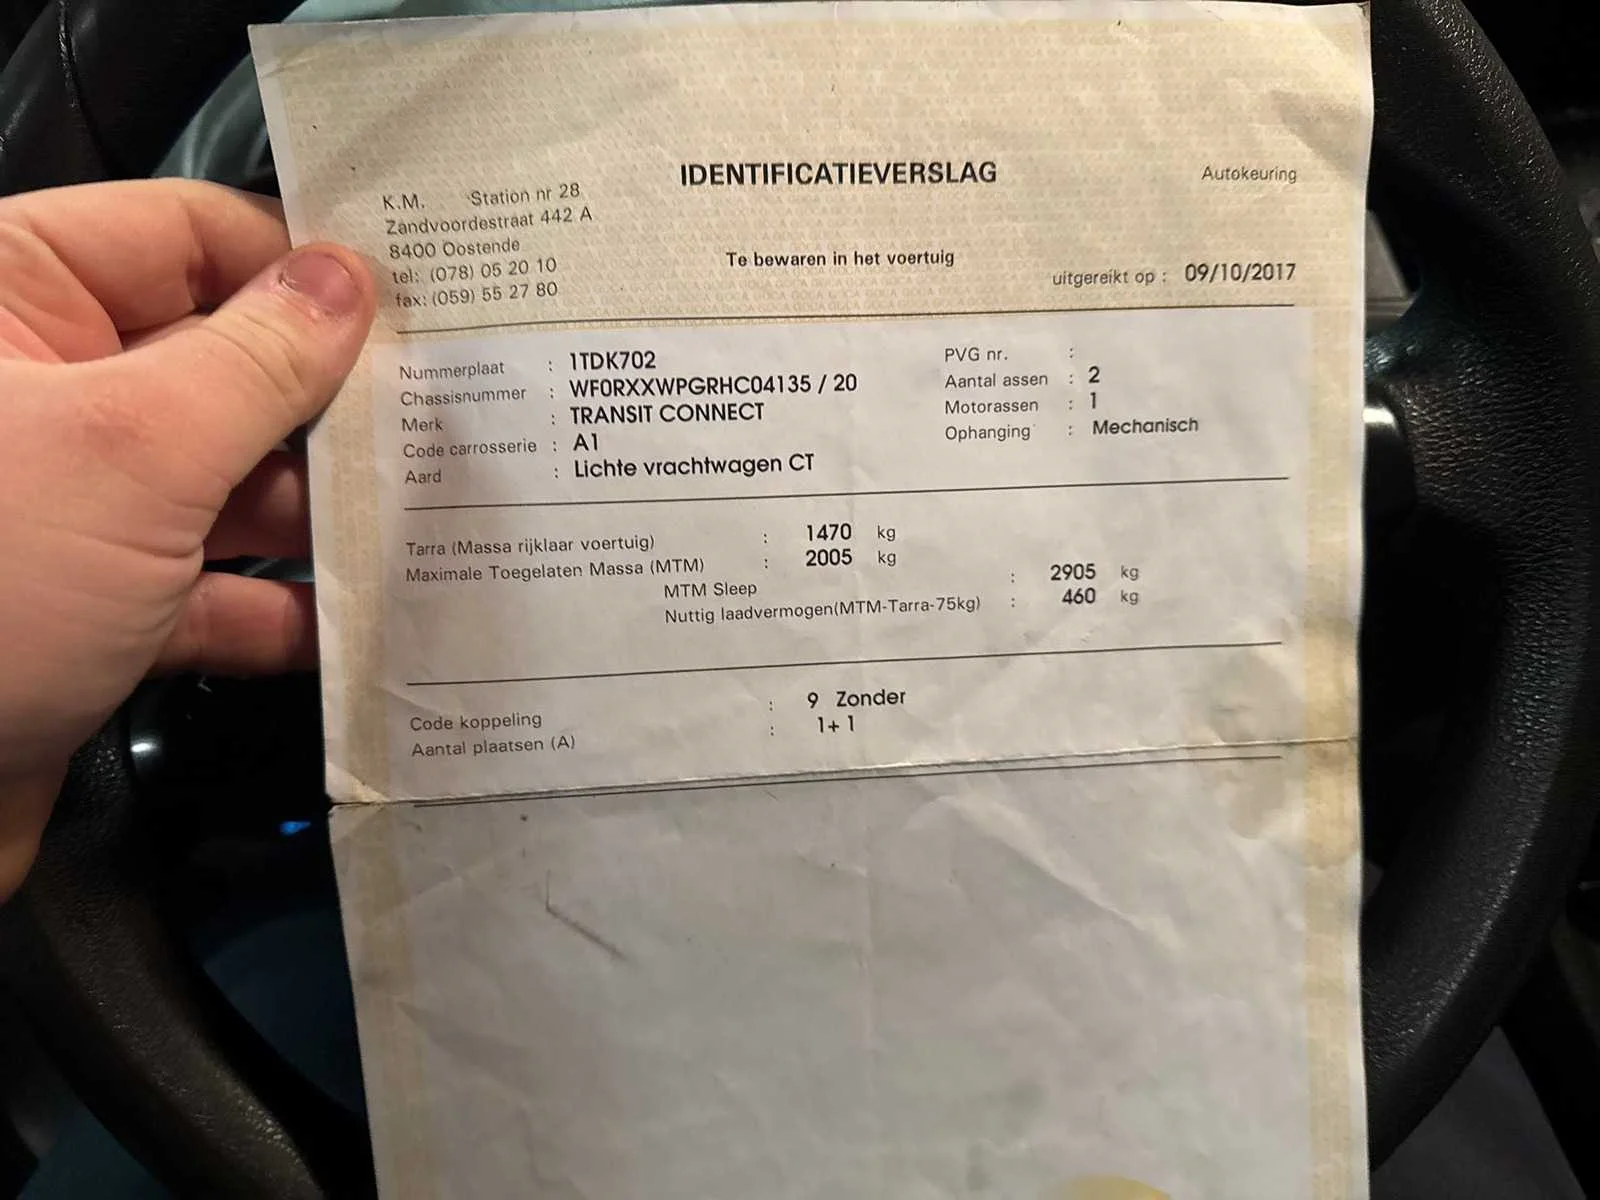 IDENTIFICATIEVERSLAG
Autokeuring
K.M. Station nr 28
Zandvoordestraat 442 A
8400 Oostende
tel: (078) 05 20 10
fax: (059) 55 27 80
Te bewaren in het voertuig
uitgereikt op : 09/10/2017
Nummerplaat : 1TDK702
Chassisnummer : WF0RXXWPGRHC04135 / 20
Merk : TRANSIT CONNECT
Code carrosserie : A1
Aard : Lichte vrachtwagen CT
PVG nr. :
Aantal assen : 2
Motorassen : 1
Ophanging : Mechanisch
Tarra (Massa rijklaar voertuig) : 1470 kg
Maximale Toegelaten Massa (MTM) : 2005 kg
MTM Sleep : 2905 kg
Nuttig laadvermogen(MTM-Tarra-75kg) : 460 kg
Code koppeling : 9 Zonder
Aantal plaatsen (A) : 1+ 1